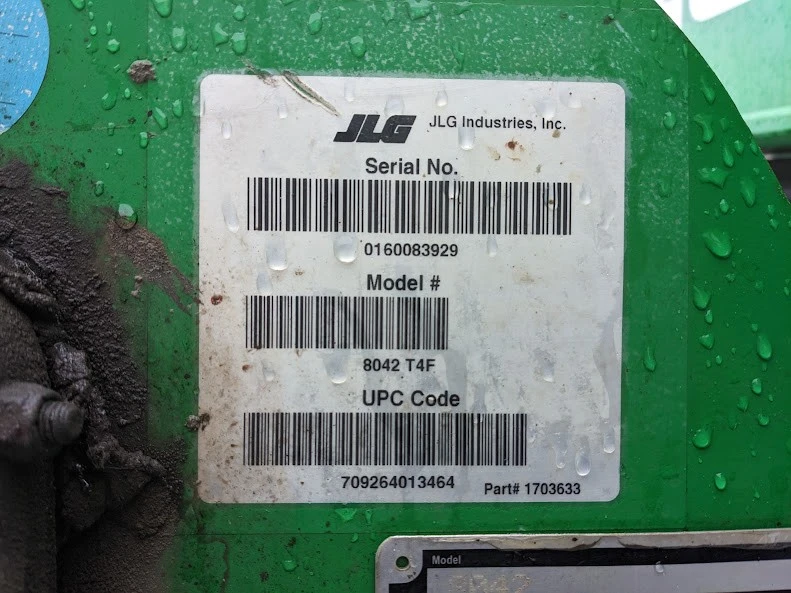 JLG JLG Industries, Inc.
Serial No.
0160083929
Model #
8042 T4F
UPC Code
709264013464 Part# 1703633
Model